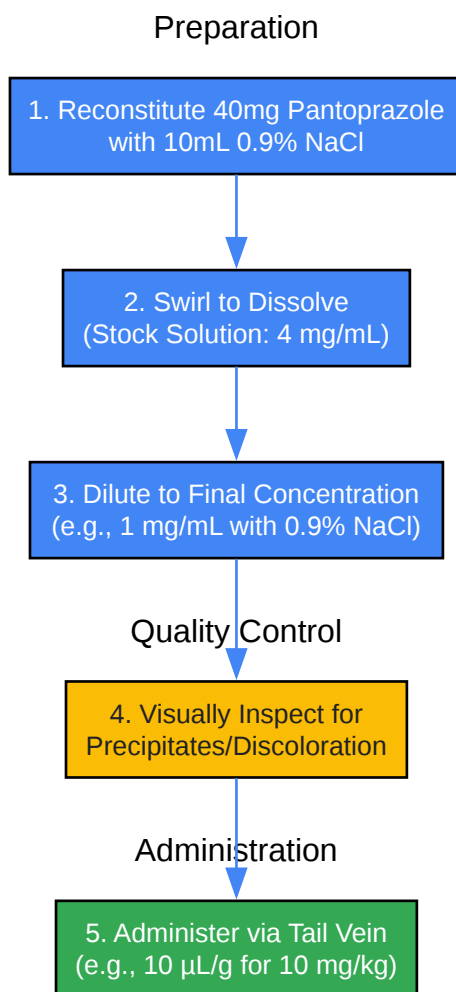 Preparation
1. Reconstitute 40mg Pantoprazole
with 10mL 0.9% NaCl
2. Swirl to Dissolve
(Stock Solution: 4 mg/mL)
3. Dilute to Final Concentration
(e.g., 1 mg/mL with 0.9% NaCl)
Quality Control
4. Visually Inspect for
Precipitates/Discoloration
Administration
5. Administer via Tail Vein
(e.g., 10 µL/g for 10 mg/kg)